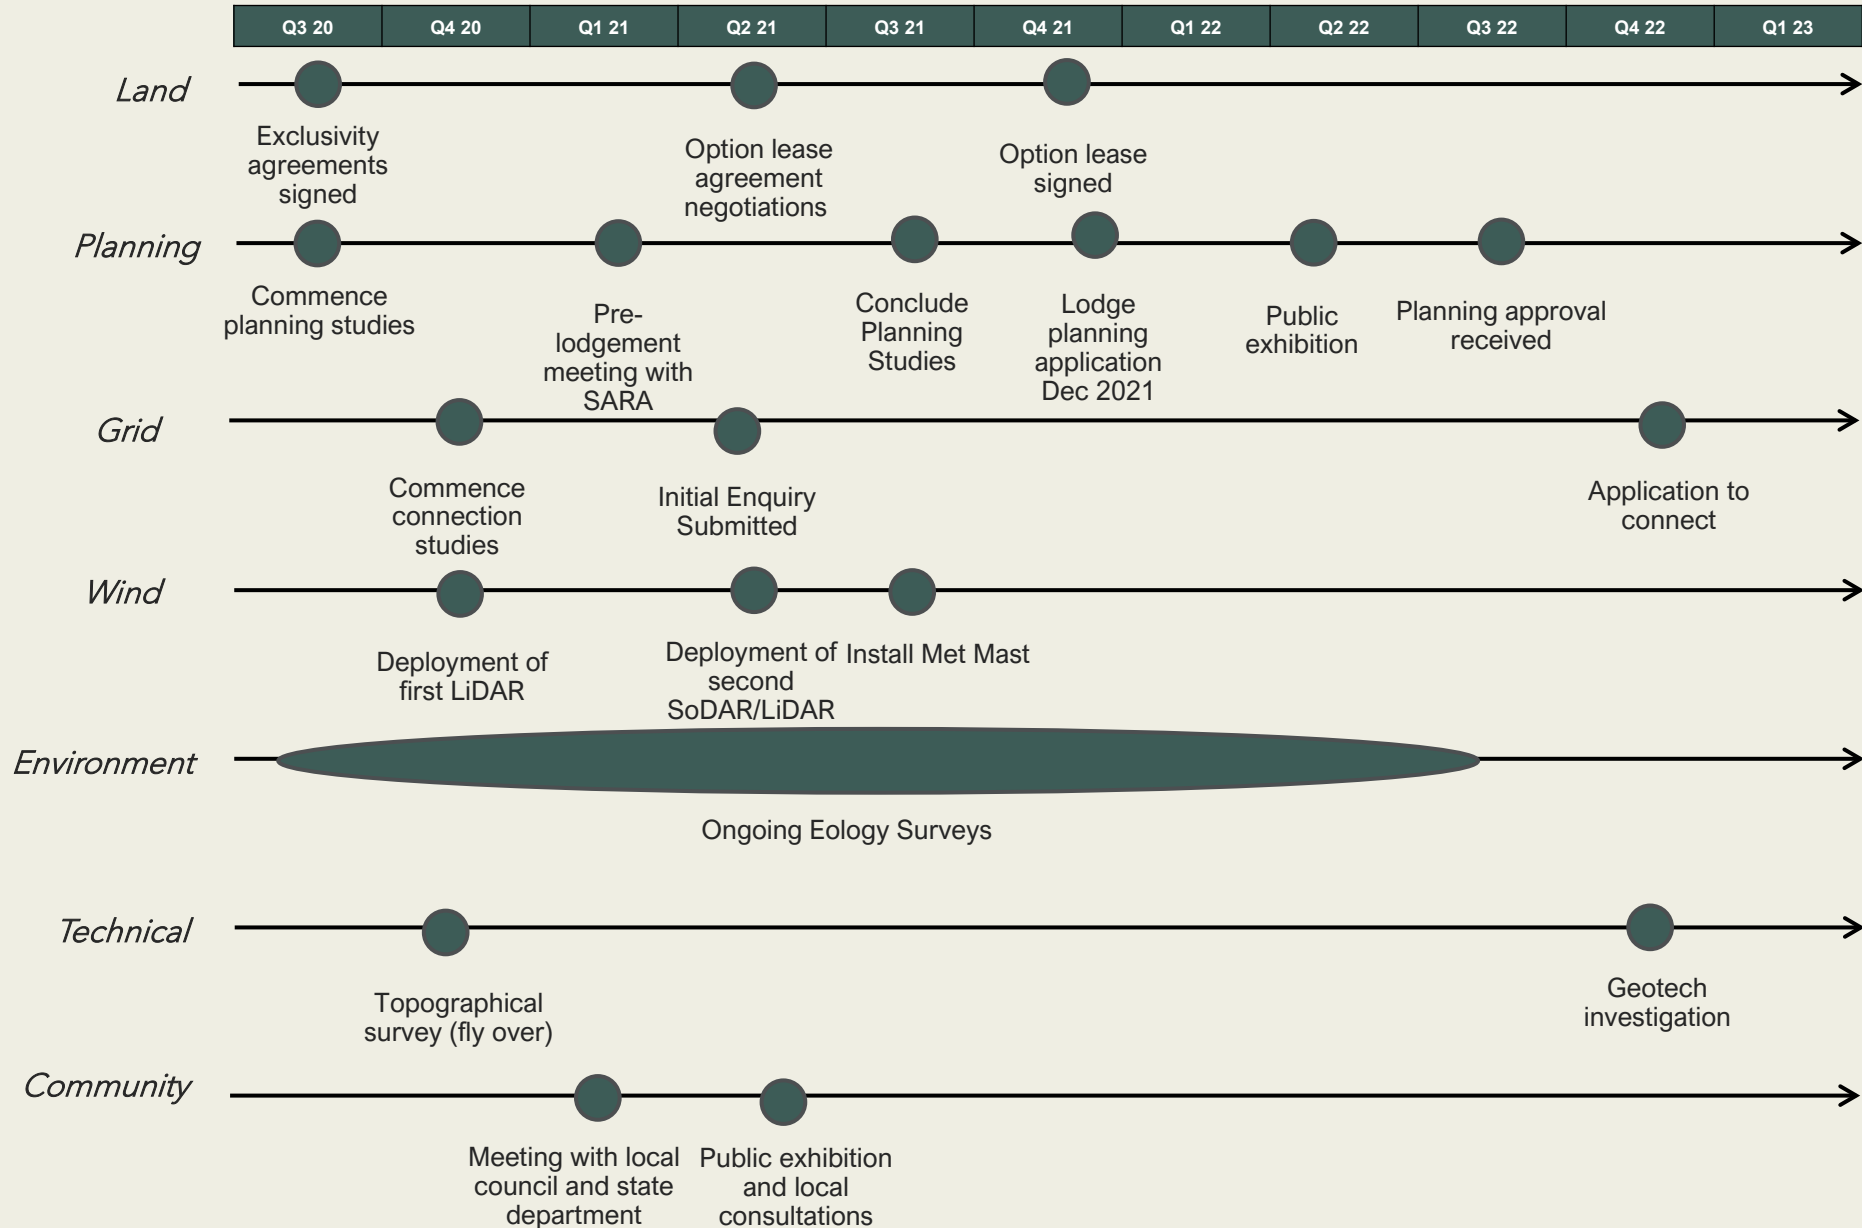 Q3 20 Q4 20 Q1 21 Q2 21 Q3 21 Q4 21 Q1 22 Q2 22 Q3 22 Q4 22 Q1 23
Land
Exclusivity
agreements
signed
Option lease
agreement
negotiations
Option lease
signed
Planning
Commence
planning studies
Pre-
lodgement
meeting with
SARA
Conclude
Planning
Studies
Lodge
planning
application
Dec 2021
Public
exhibition
Planning approval
received
Grid
Commence
connection
studies
Initial Enquiry
Submitted
Application to
connect
Wind
Deployment of
first LiDAR
Deployment of
second
SoDAR/LiDAR
Install Met Mast
Environment
Ongoing Eology Surveys
Technical
Topographical
survey (fly over)
Geotech
investigation
Community
Meeting with local
council and state
department
Public exhibition
and local
consultations